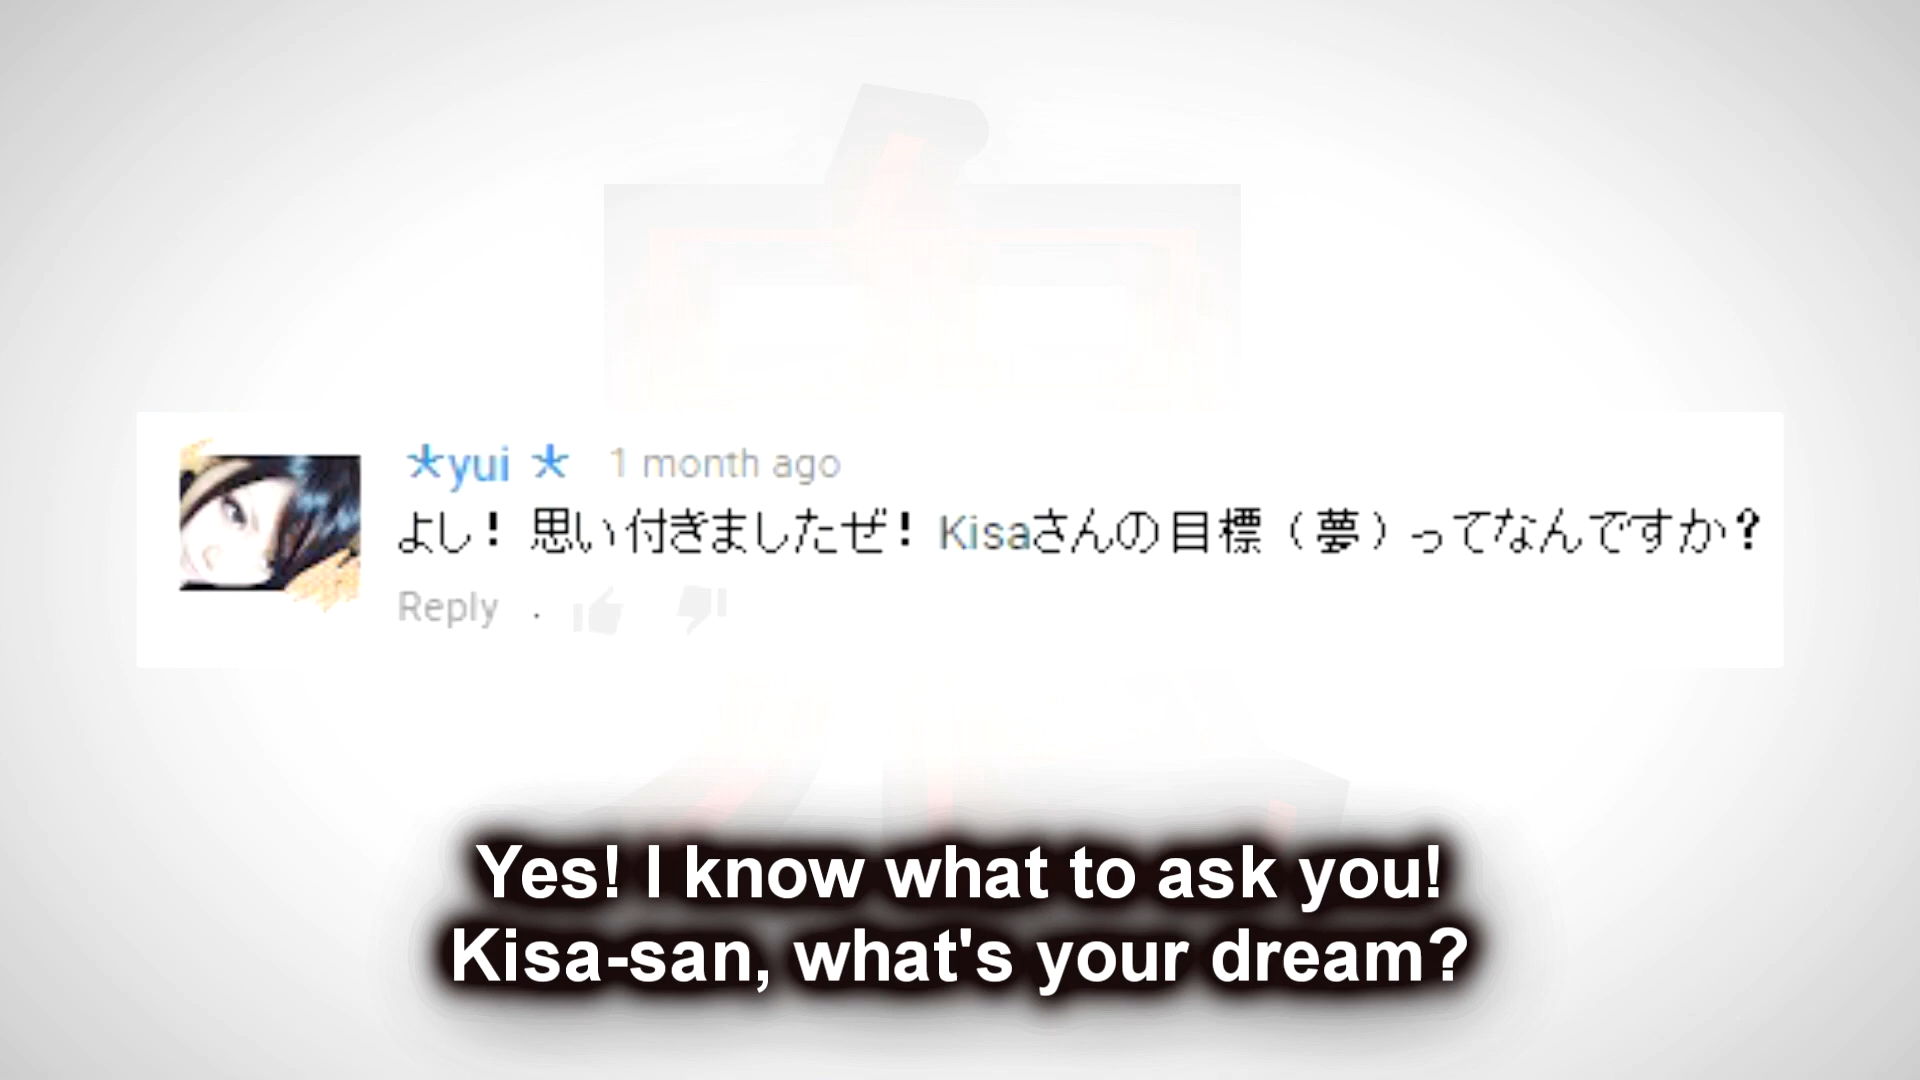 *yui * 1 month ago
よし！ 思い付きましたぜ！ Kisaさんの目標（夢）ってなんですか？
Reply .
Yes! I know what to ask you!
Kisa-san, what's your dream?